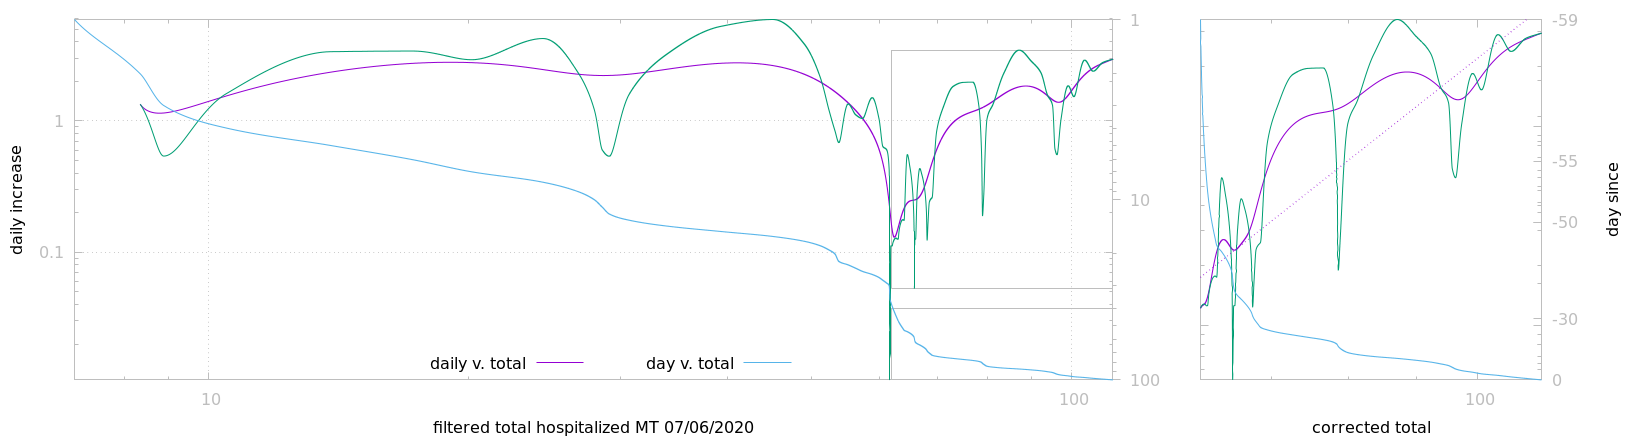 1
-59
daily increase
1
0.1
10
-55
-50
-30
day since
daily v. total
day v. total
100
0
10
100
100
filtered total hospitalized MT 07/06/2020
corrected total